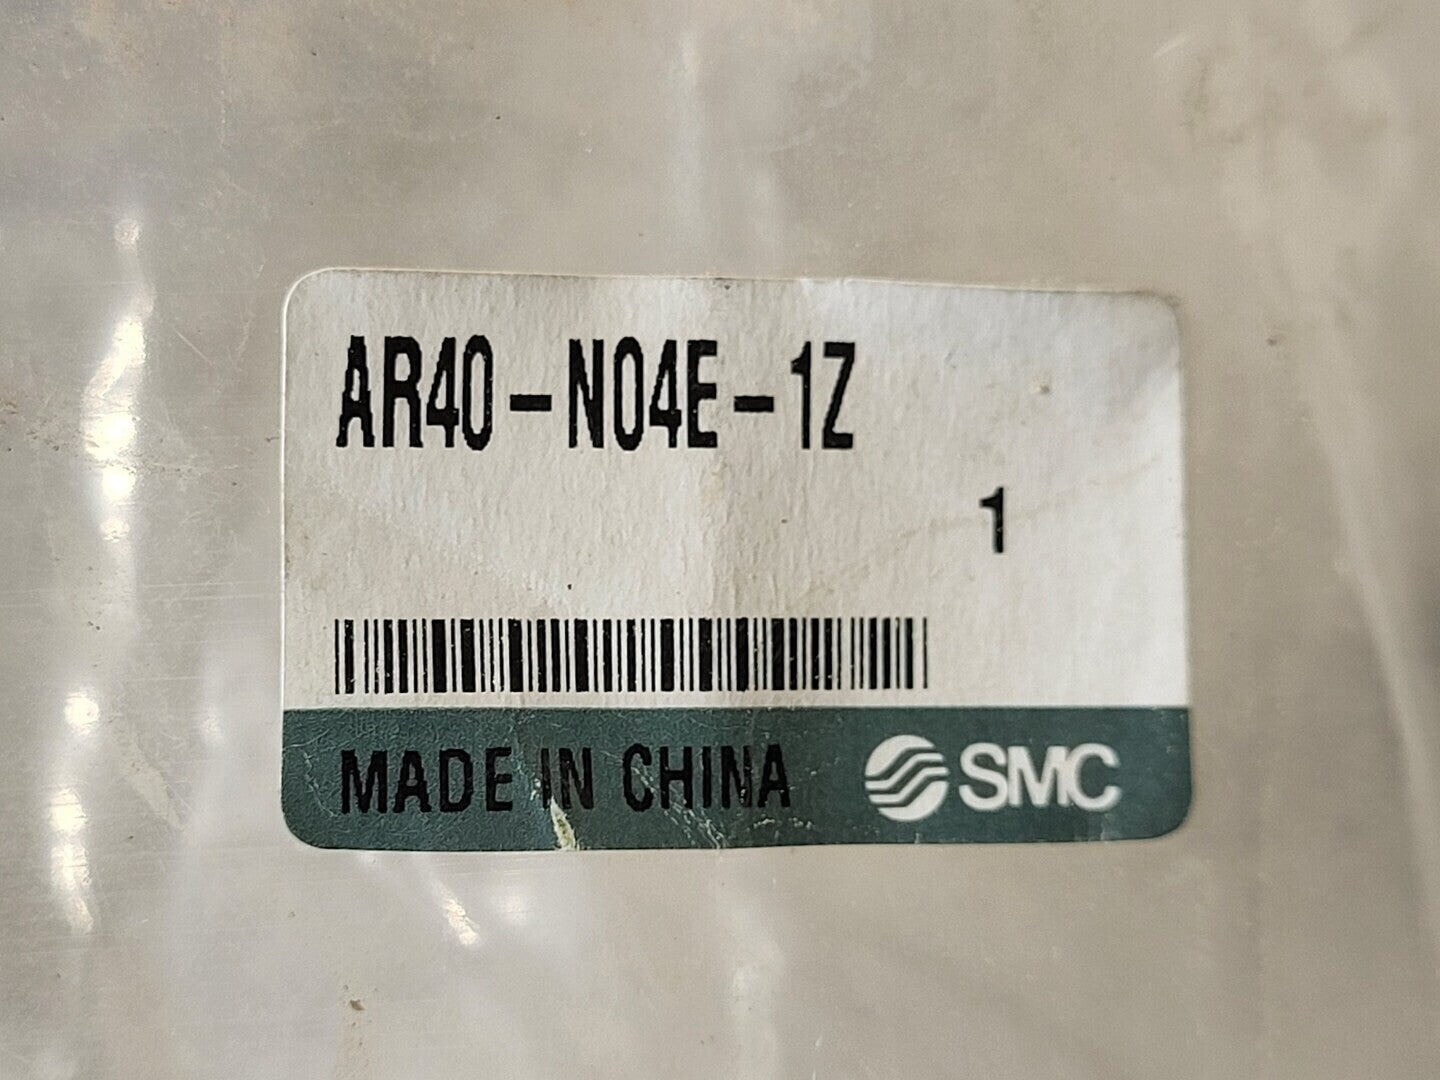 AR40-N04E-1Z
1
MADE IN CHINA SMC